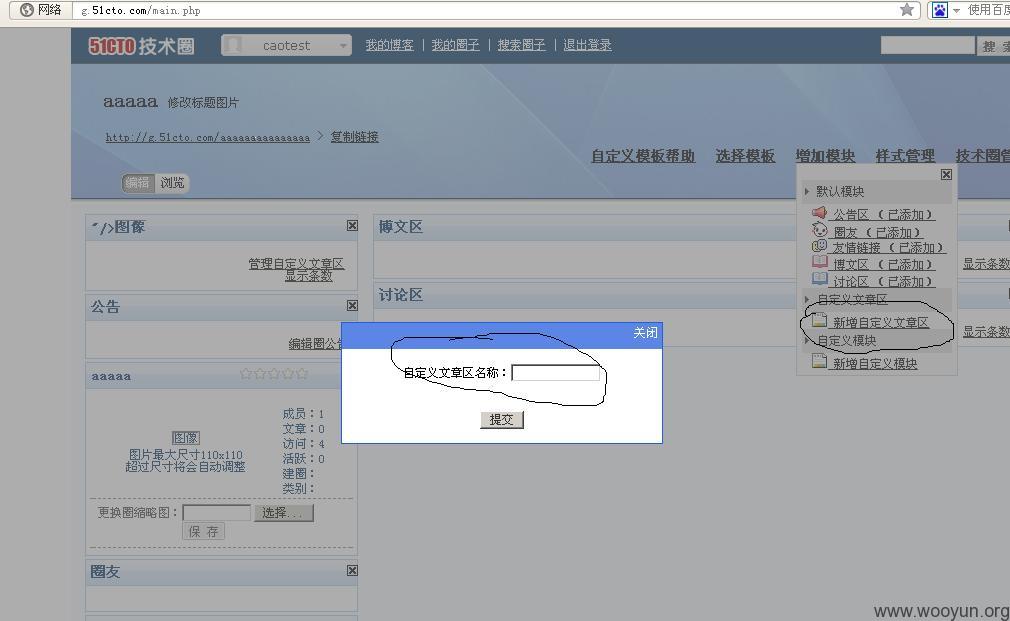 网络 g.51cto.com/main.php 使用百度
51CTO技术圈 caotest 我的博客 | 我的圈子 | 搜索圈子 | 退出登录 搜 索
aaaaa 修改标题图片
http://g.51cto.com/aaaaaaaaaaaaaaa > 复制链接
自定义模板帮助 选择模板 增加模块 样式管理 技术圈管
编辑 浏览
默认模块
公告区 （已添加）
圈友 （已添加）
友情链接 （已添加）
博文区 （已添加）
讨论区 （已添加）
自定义文章区
新增自定义文章区
自定义模块
新增自定义模块
"/>图像
管理自定义文章区
显示条数
博文区
显示条数
讨论区
显示条数
公告
编辑圈公告
关闭
自定义文章区名称：
提交
aaaaa
图像
图片最大尺寸110x110
超过尺寸将会自动调整
成员：1
文章：0
访问：4
活跃：0
建圈：
类别：
更换圈缩略图： 选择...
保 存
圈友
www.wooyun.org